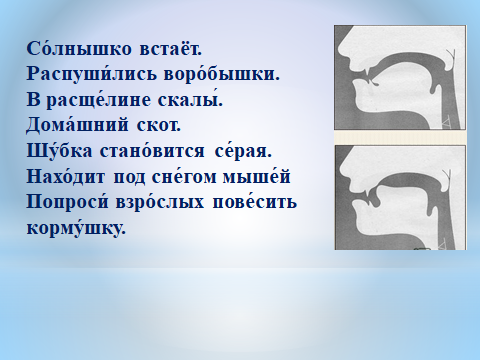 Со́лнышко встаёт.
Распуши́лись воро́бышки.
В расще́лине скалы́.
Дома́шний скот.
Шу́бка стано́вится се́рая.
Нахо́дит под сне́гом мыше́й
Попроси́ взро́слых пове́сить
корму́шку.